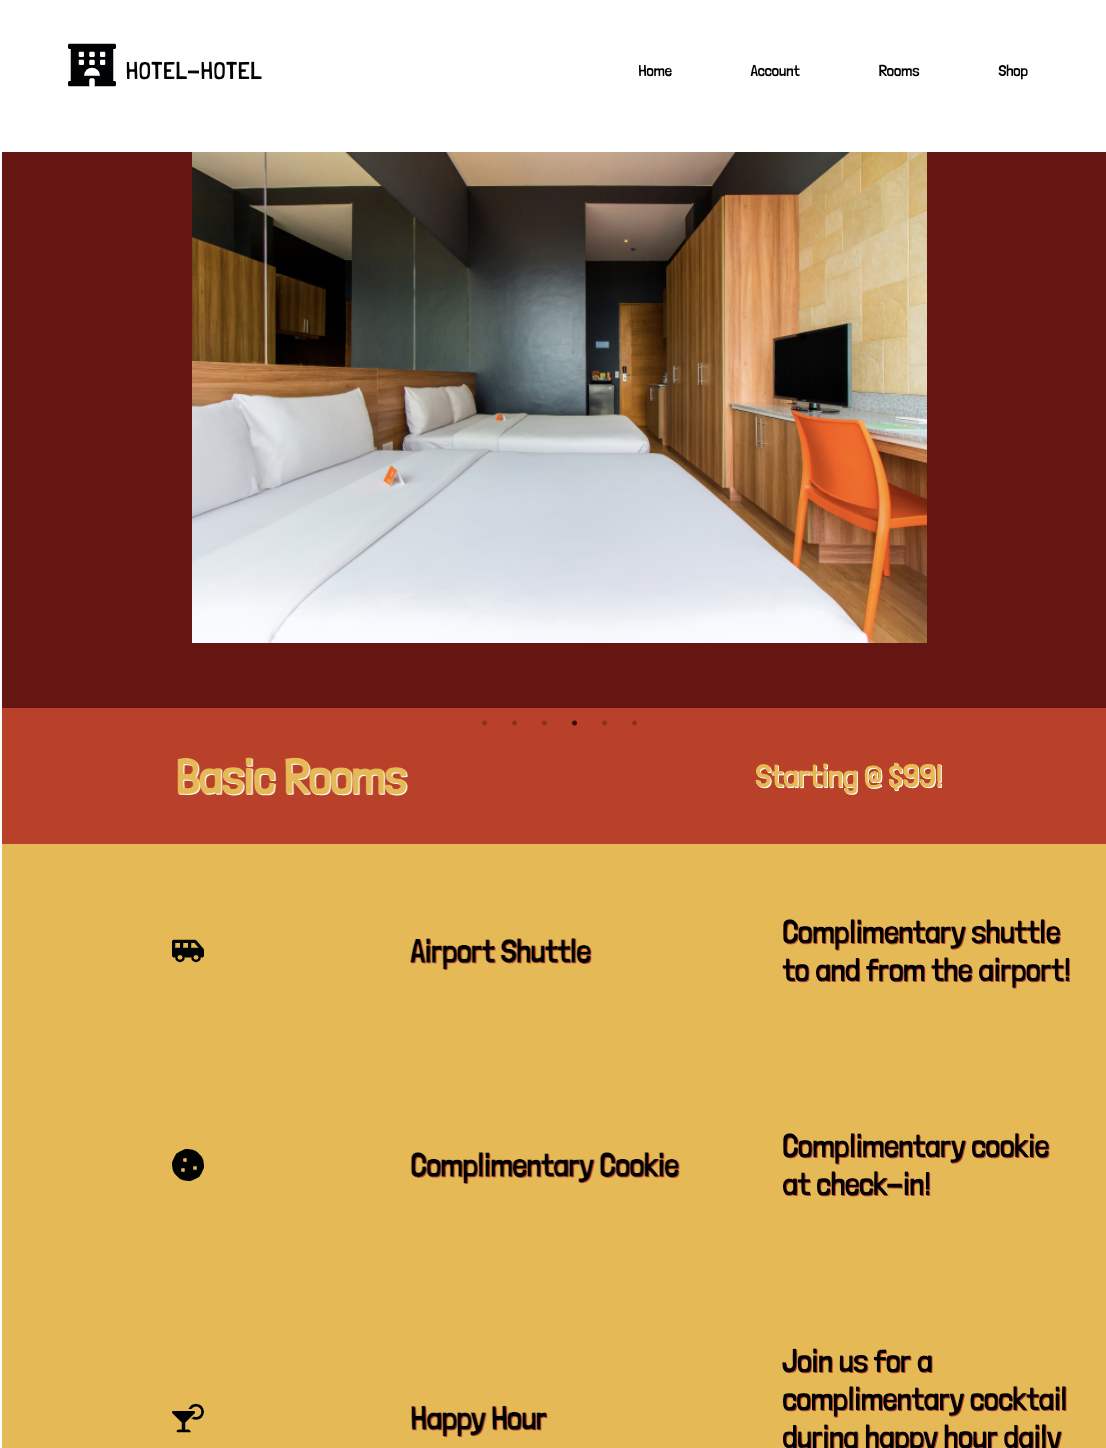 HOTEL-HOTEL
Home Account Rooms Shop
Basic Rooms
Starting @ $99!
Airport Shuttle
Complimentary shuttle
to and from the airport!
Complimentary Cookie
Complimentary cookie
at check-in!
Happy Hour
Join us for a
complimentary cocktail
during happy hour daily